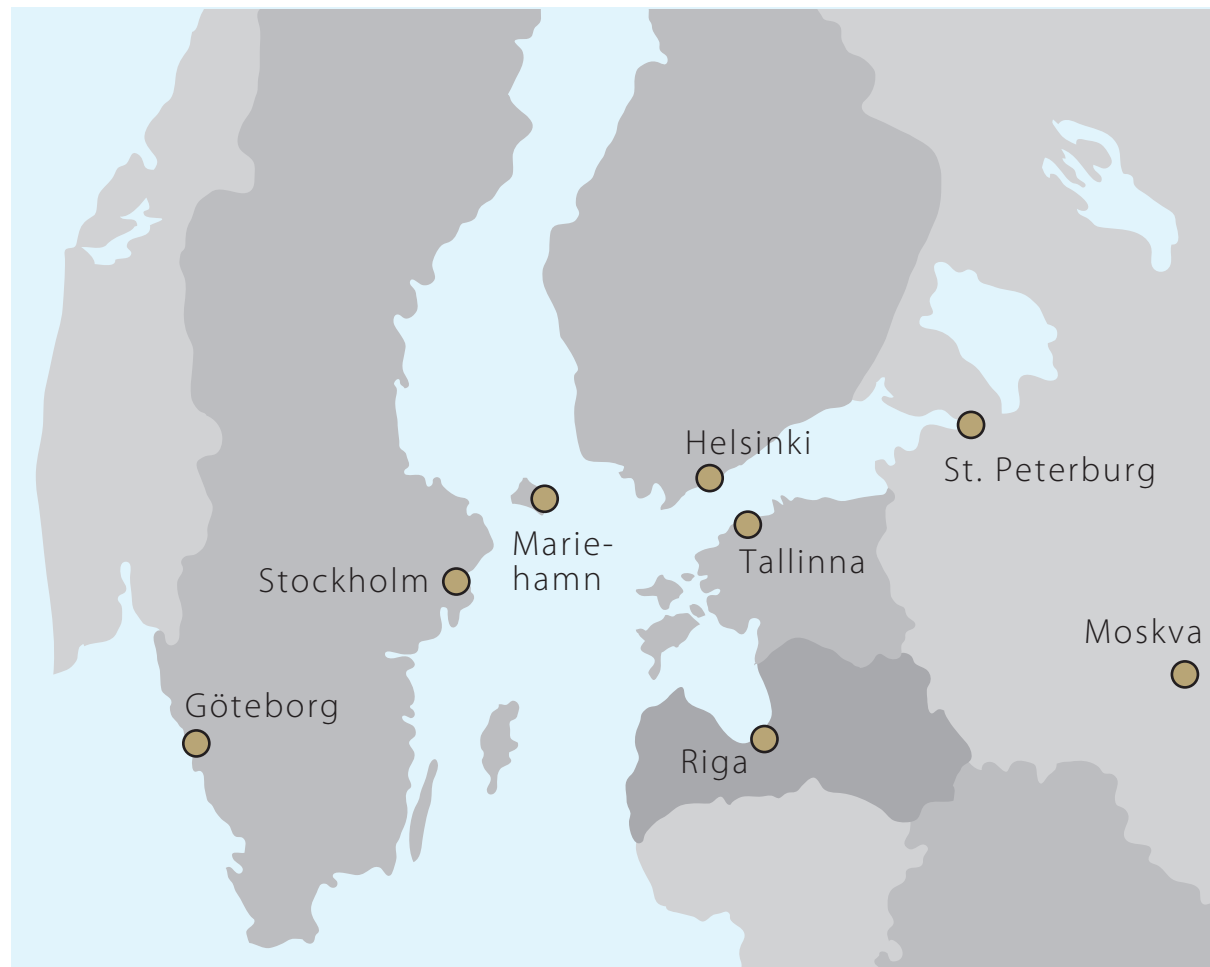 Helsinki
St. Peterburg
Marie-
hamn
Tallinna
Stockholm
Moskva
Göteborg
Riga